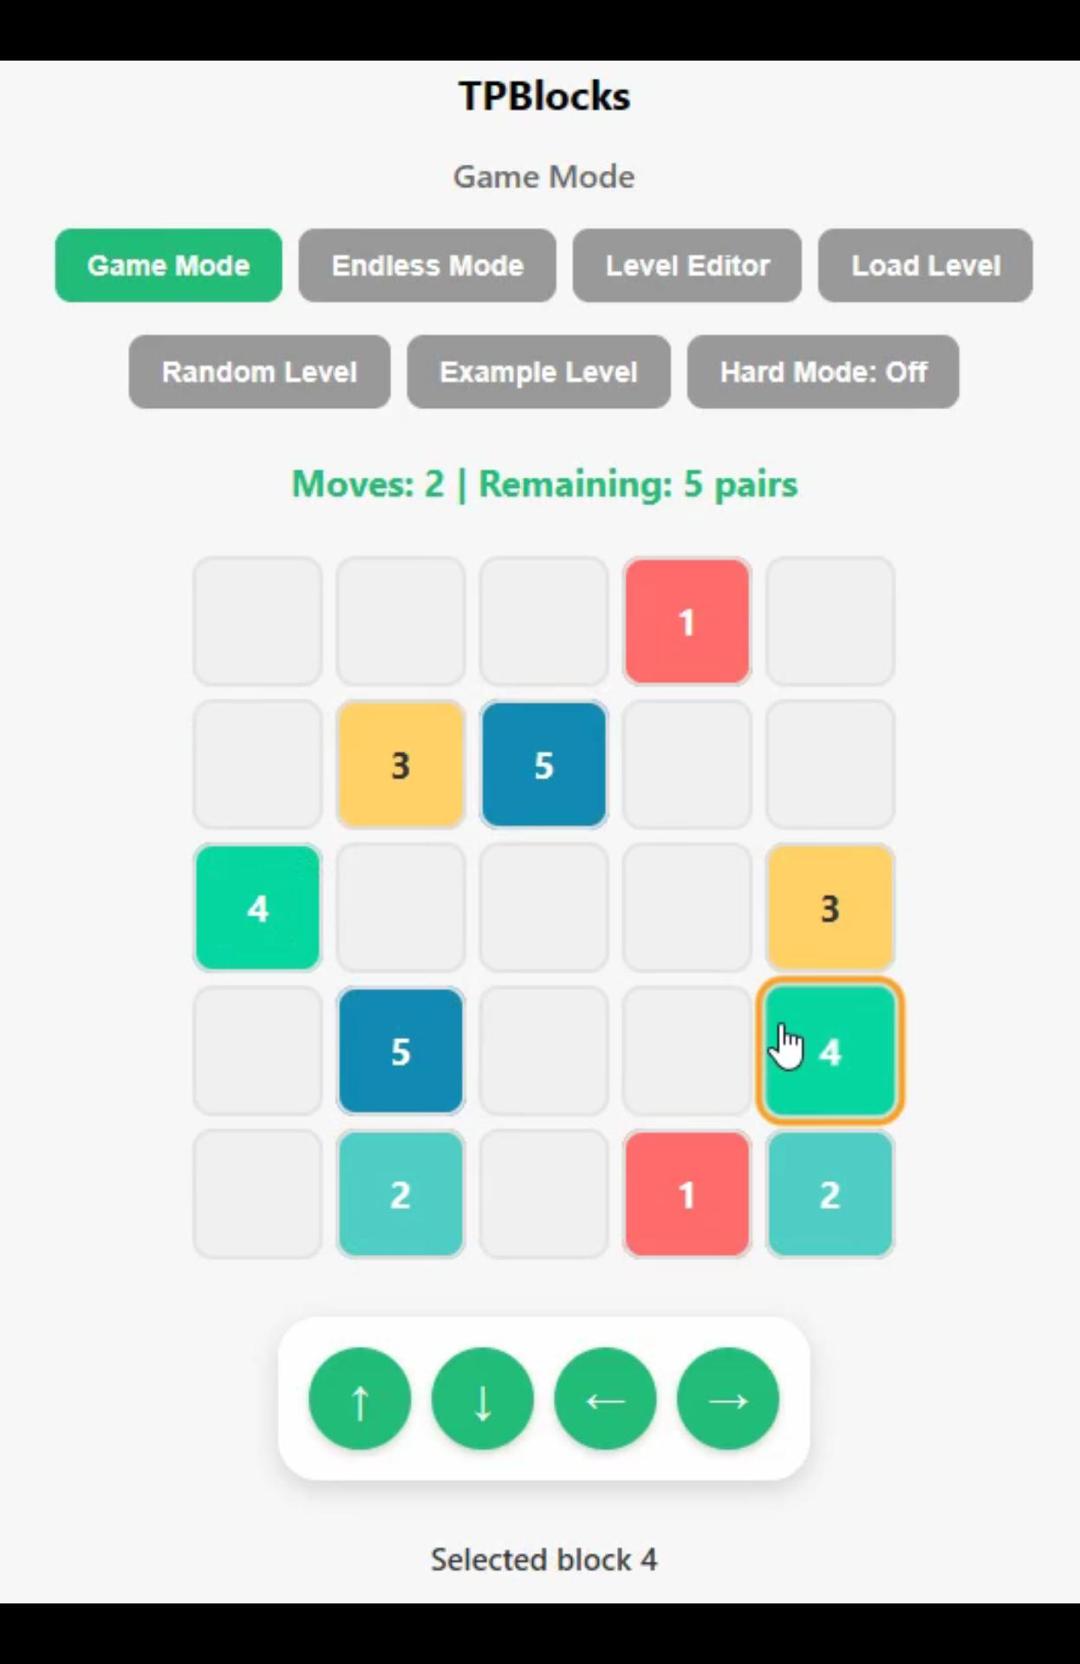 TPBlocks
Game Mode
Game Mode Endless Mode Level Editor Load Level
Random Level Example Level Hard Mode: Off
Moves: 2 | Remaining: 5 pairs
1
3 5
4 3
5 4
2 1 2
↑ ↓ ← →
Selected block 4